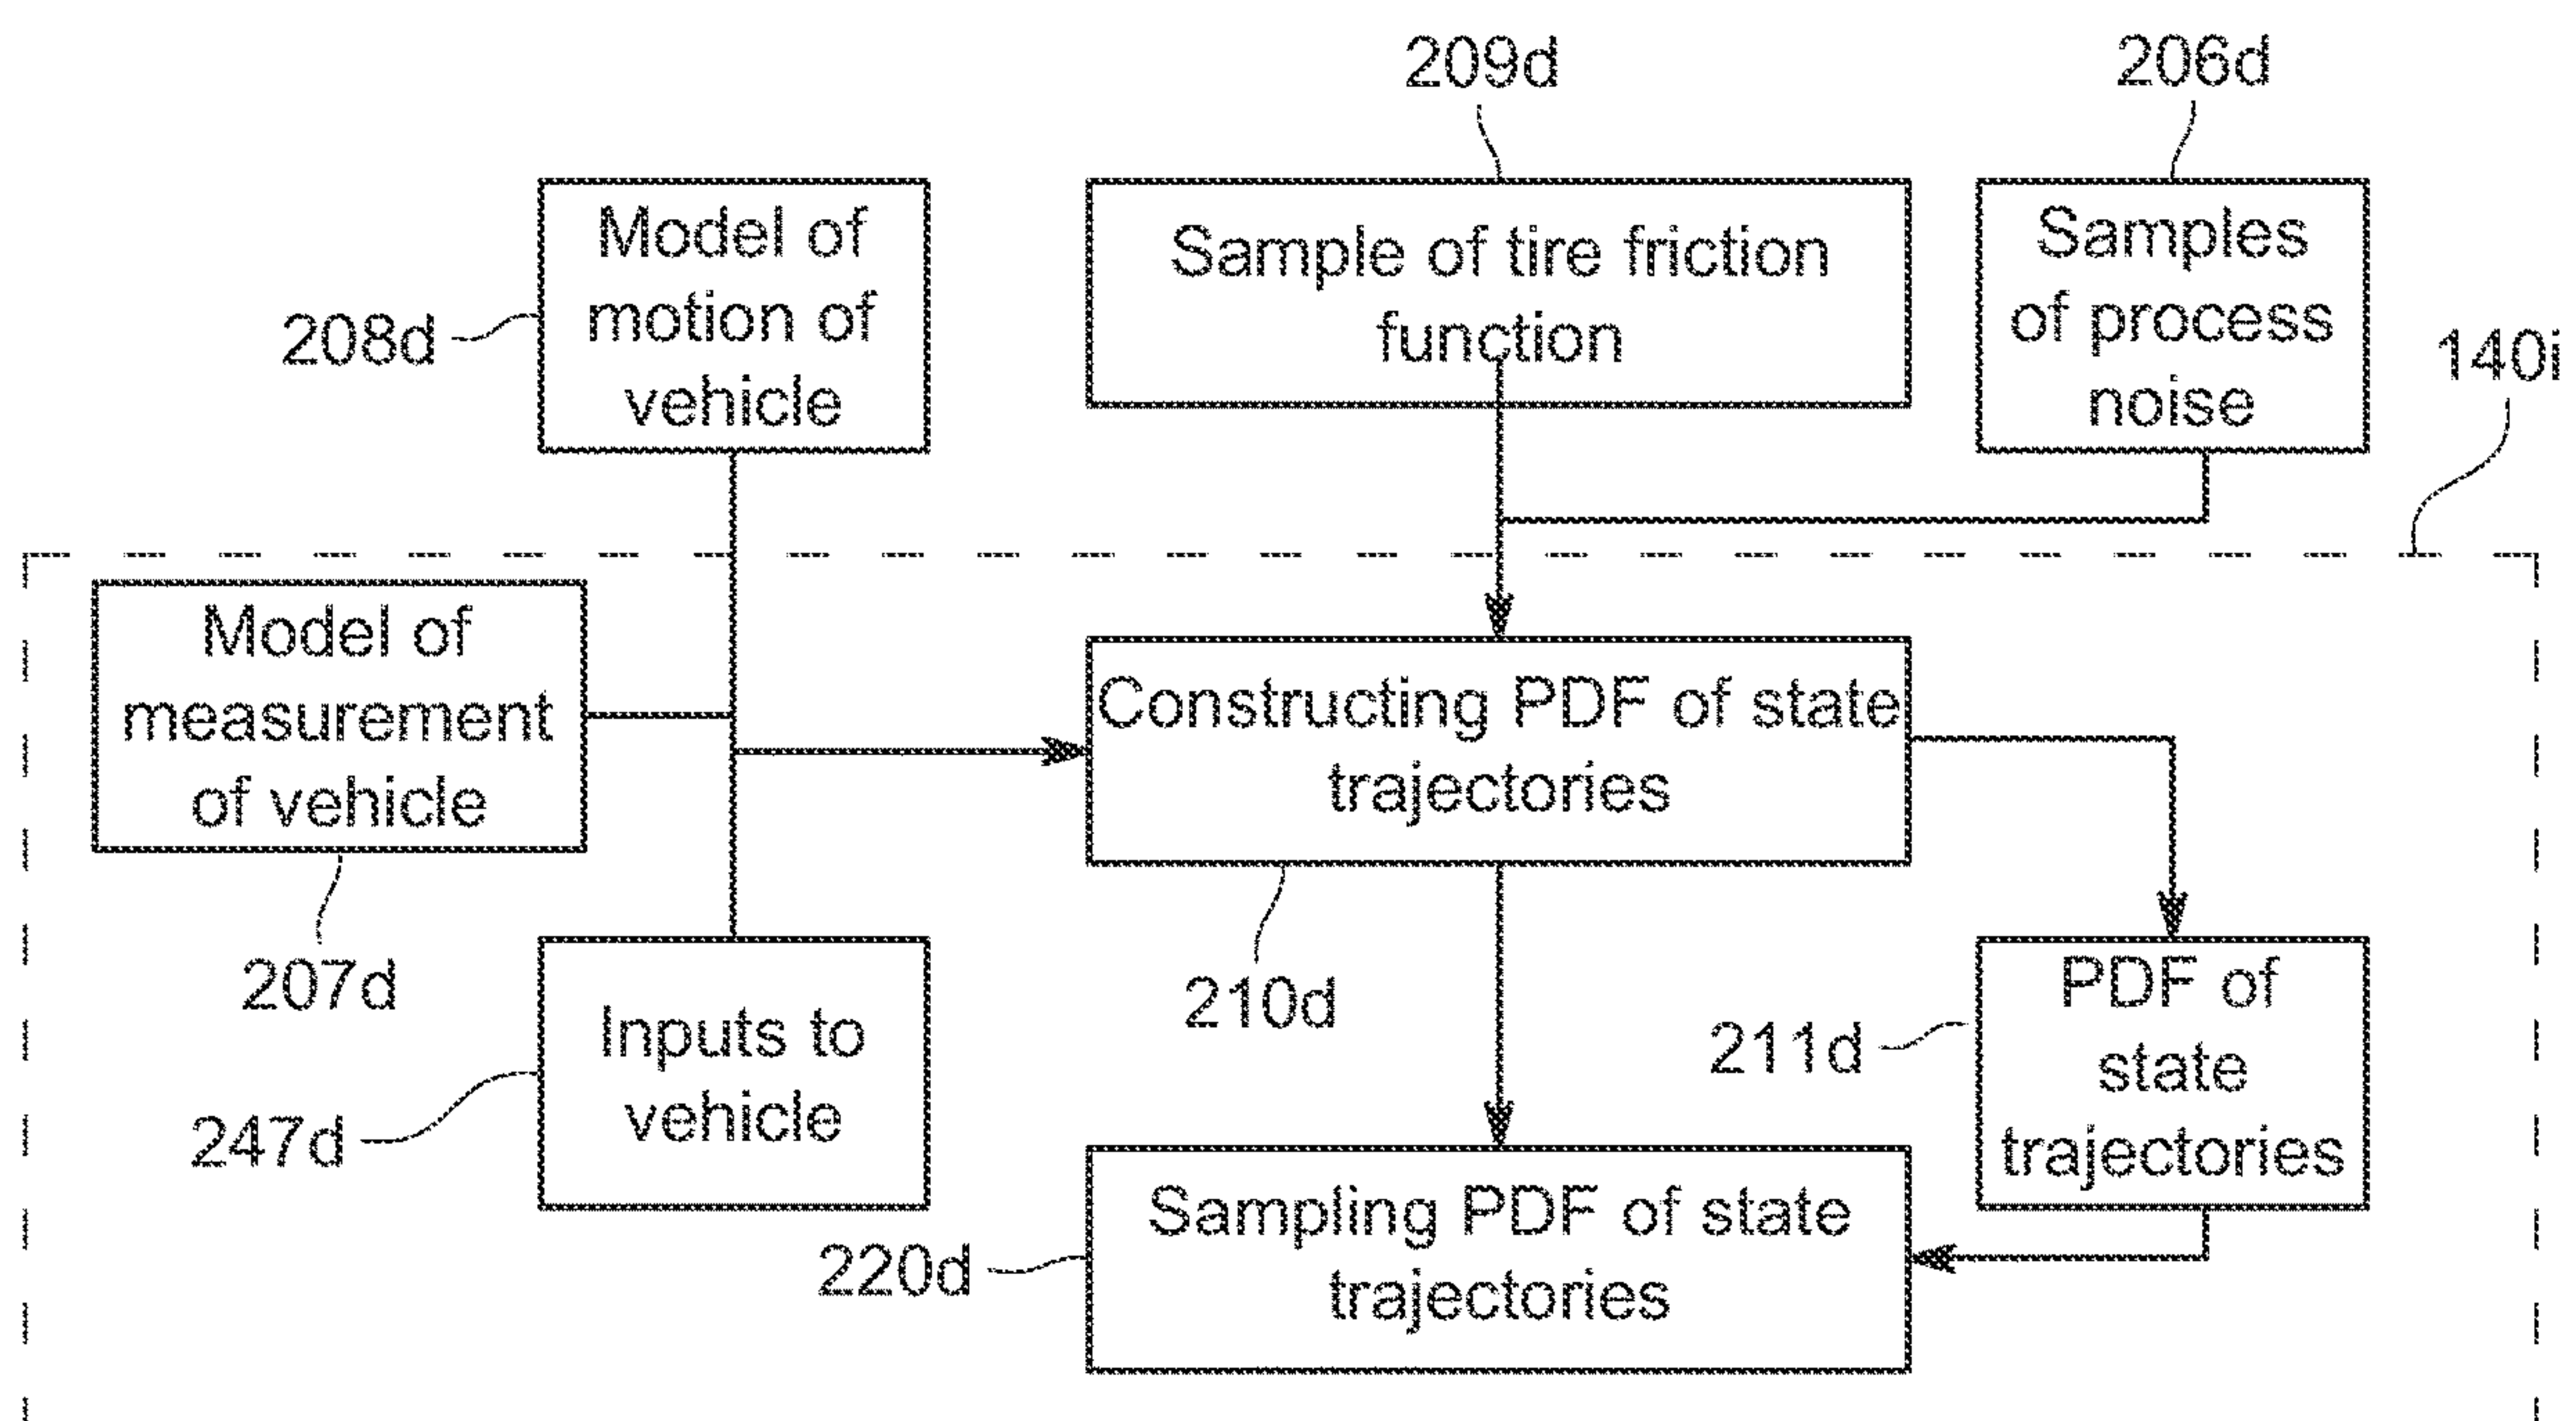 209d
206d
Model of
motion of
vehicle
208d
Sample of tire friction
function
Samples
of process
noise
140i
Model of
measurement
of vehicle
207d
Constructing PDF of state
trajectories
210d
Inputs to
vehicle
247d
211d
PDF of
state
trajectories
Sampling PDF of state
trajectories
220d